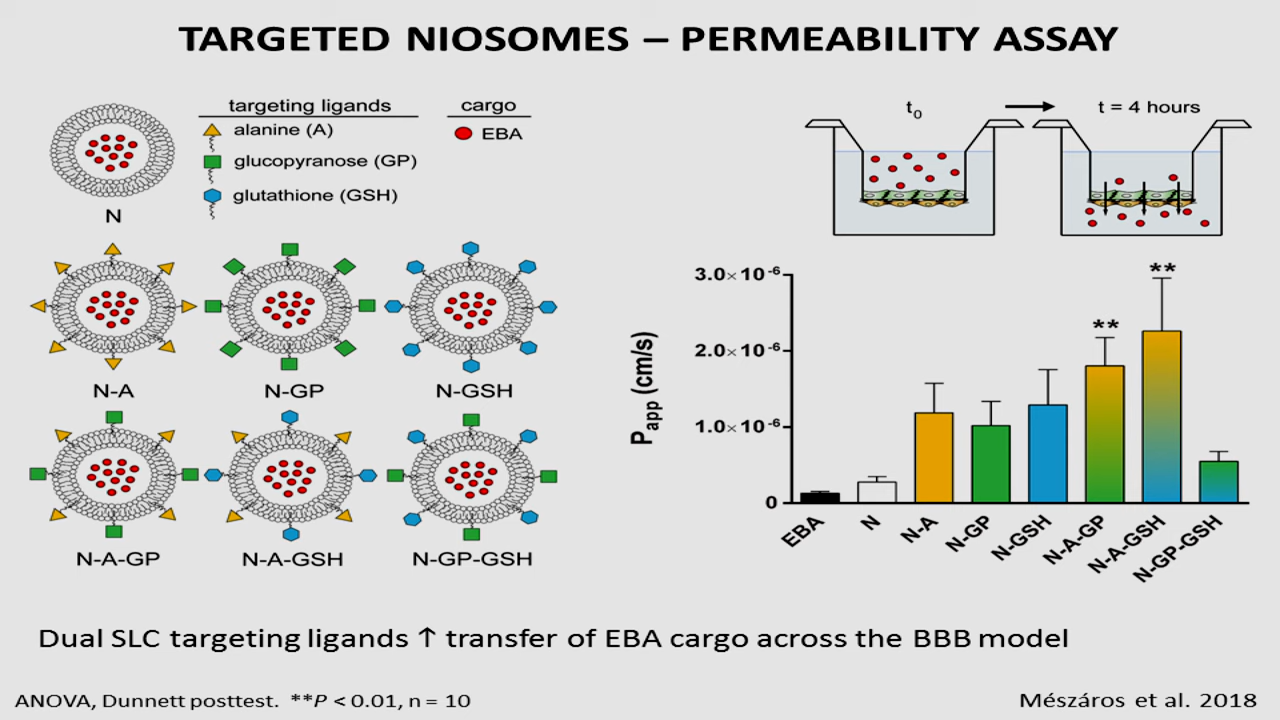 TARGETED NIOSOMES – PERMEABILITY ASSAY
targeting ligands
alanine (A)
glucopyranose (GP)
glutathione (GSH)
cargo
EBA
N
N-A
N-GP
N-GSH
N-A-GP
N-A-GSH
N-GP-GSH
t₀
t = 4 hours
Papp (cm/s)
3.0×10⁻⁶
2.0×10⁻⁶
1.0×10⁻⁶
0
**
**
EBA
N
N-A
N-GP
N-GSH
N-A-GP
N-A-GSH
N-GP-GSH
Dual SLC targeting ligands ↑ transfer of EBA cargo across the BBB model
ANOVA, Dunnett posttest. **P < 0.01, n = 10
Mészáros et al. 2018